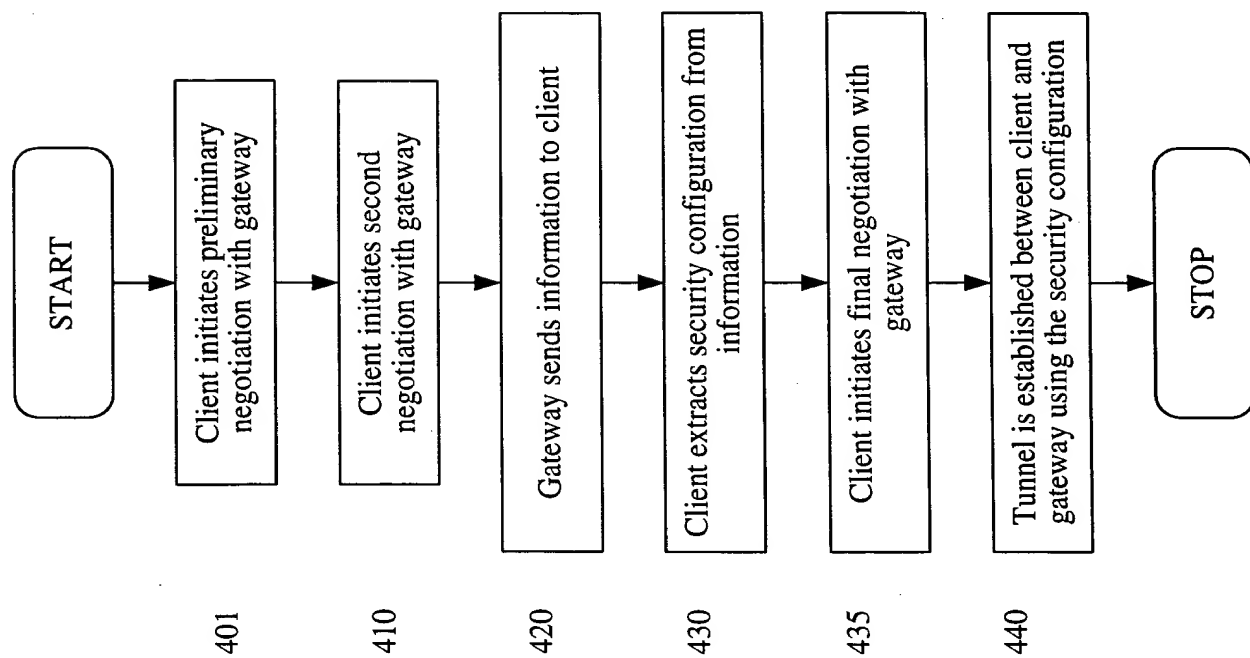 START
401
Client initiates preliminary
negotiation with gateway
410
Client initiates second
negotiation with gateway
420
Gateway sends information to client
430
Client extracts security configuration from
information
435
Client initiates final negotiation with
gateway
440
Tunnel is established between client and
gateway using the security configuration
STOP